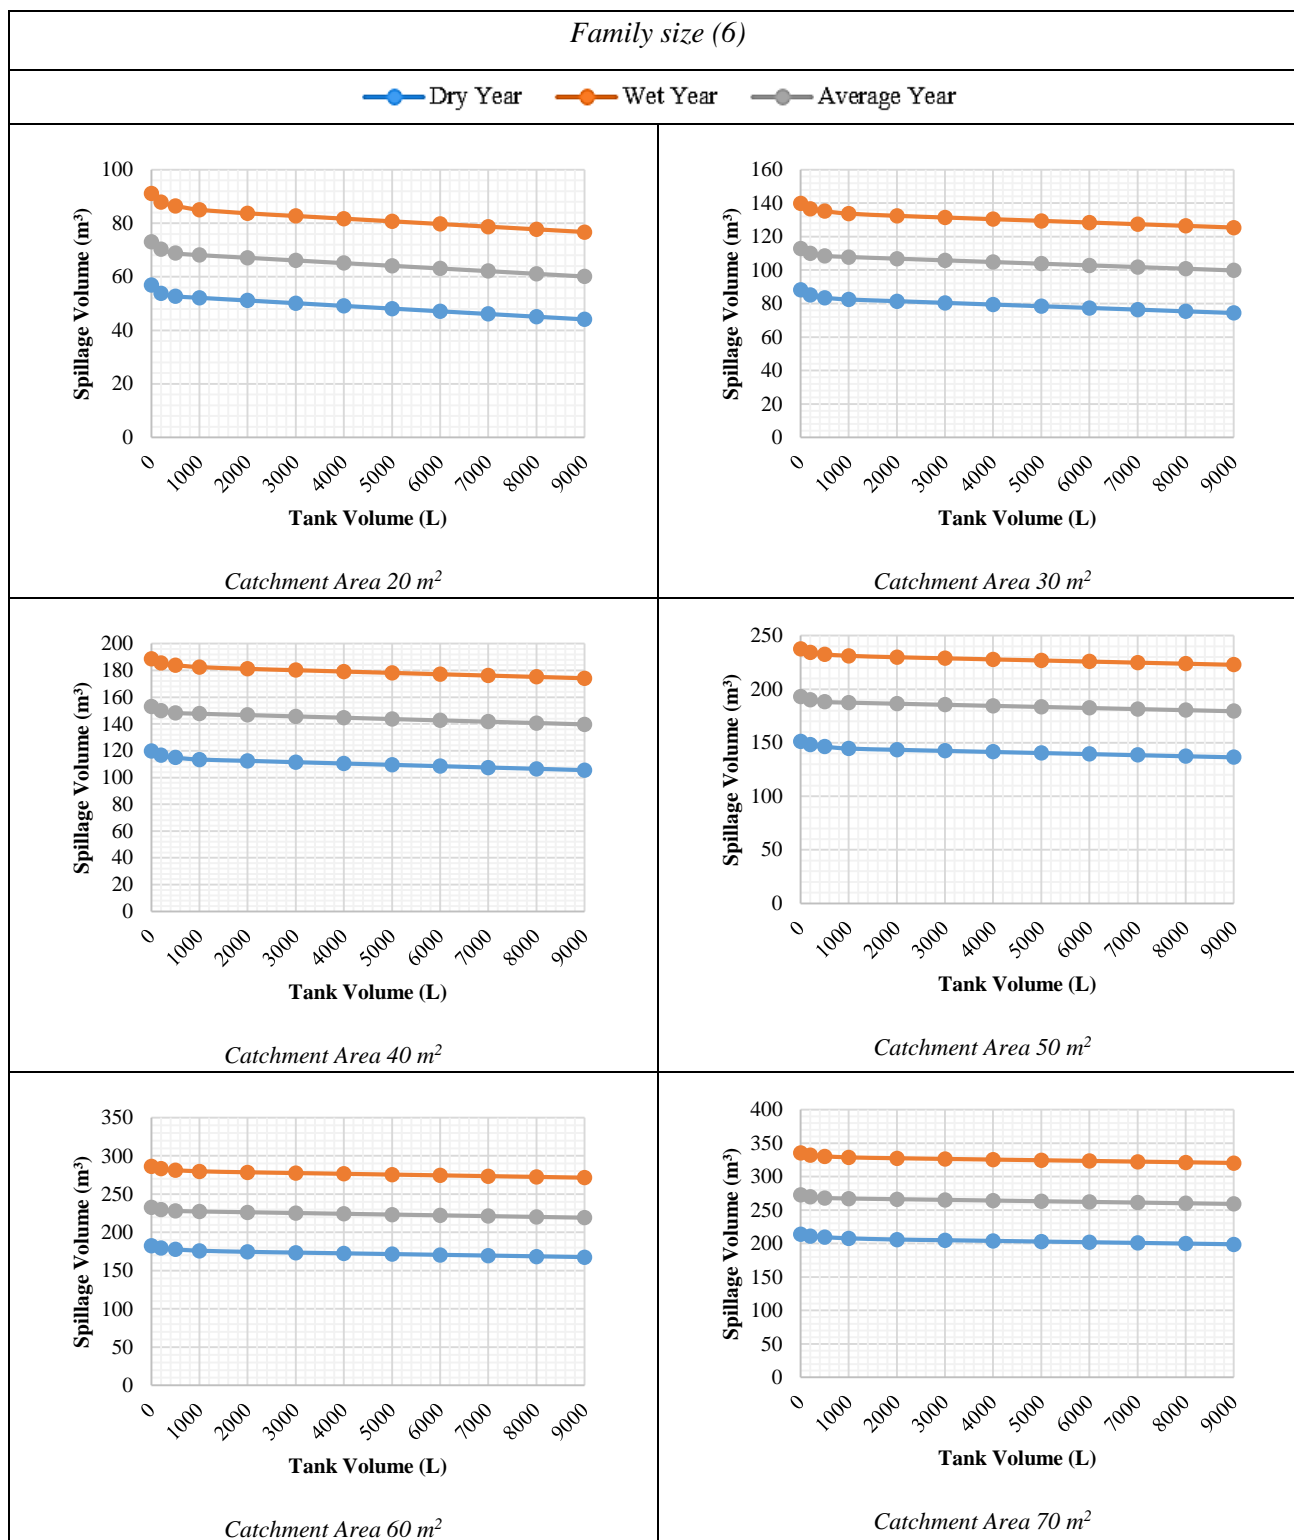 Family size (6)
Dry Year Wet Year Average Year
Spillage Volume (m³)
100
80
60
40
20
0
0 1000 2000 3000 4000 5000 6000 7000 8000 9000
Tank Volume (L)
Catchment Area 20 m²
Spillage Volume (m³)
160
140
120
100
80
60
40
20
0
0 1000 2000 3000 4000 5000 6000 7000 8000 9000
Tank Volume (L)
Catchment Area 30 m²
Spillage Volume (m³)
200
180
160
140
120
100
80
60
40
20
0
0 1000 2000 3000 4000 5000 6000 7000 8000 9000
Tank Volume (L)
Catchment Area 40 m²
Spillage Volume (m³)
250
200
150
100
50
0
0 1000 2000 3000 4000 5000 6000 7000 8000 9000
Tank Volume (L)
Catchment Area 50 m²
Spillage Volume (m³)
350
300
250
200
150
100
50
0
0 1000 2000 3000 4000 5000 6000 7000 8000 9000
Tank Volume (L)
Catchment Area 60 m²
Spillage Volume (m³)
400
350
300
250
200
150
100
50
0
0 1000 2000 3000 4000 5000 6000 7000 8000 9000
Tank Volume (L)
Catchment Area 70 m²